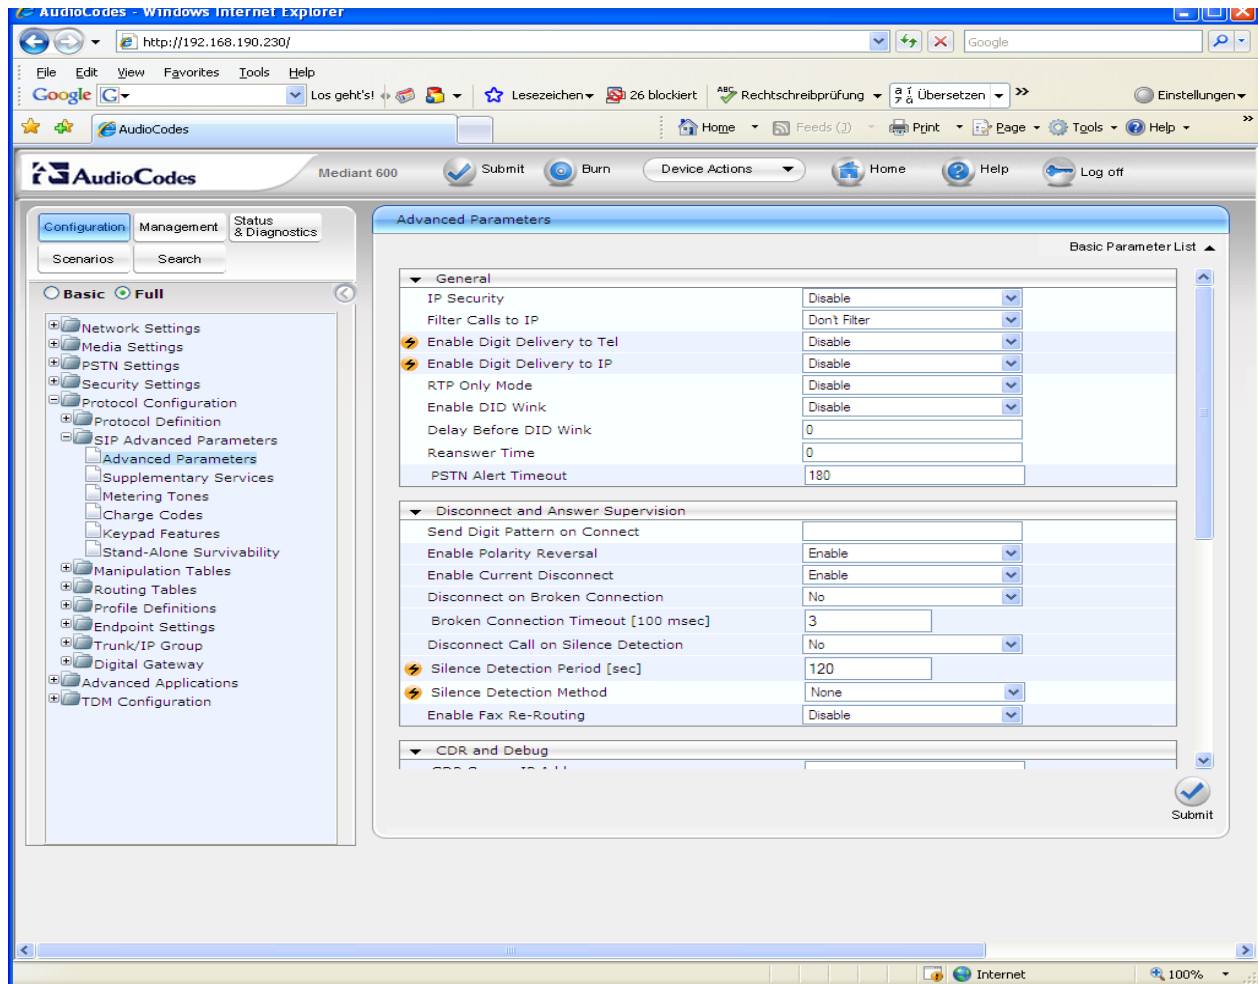 AudioCodes - Windows Internet Explorer
http://192.168.190.230/
Google
File Edit View Favorites Tools Help
Google G Los geht's! Lesezeichen 26 blockiert ABC Rechtschreibprüfung Übersetzen >> Einstellungen
AudioCodes Home Feeds (J) Print Page Tools Help >>
AudioCodes Mediant 600 Submit Burn Device Actions Home Help Log off
Configuration Management Status & Diagnostics
Scenarios Search
Basic Full
Network Settings
Media Settings
PSTN Settings
Security Settings
Protocol Configuration
Protocol Definition
SIP Advanced Parameters
Advanced Parameters
Supplementary Services
Metering Tones
Charge Codes
Keypad Features
Stand-Alone Survivability
Manipulation Tables
Routing Tables
Profile Definitions
Endpoint Settings
Trunk/IP Group
Digital Gateway
Advanced Applications
TDM Configuration
Advanced Parameters
Basic Parameter List
General
IP Security Disable
Filter Calls to IP Don't Filter
Enable Digit Delivery to Tel Disable
Enable Digit Delivery to IP Disable
RTP Only Mode Disable
Enable DID Wink Disable
Delay Before DID Wink 0
Reanswer Time 0
PSTN Alert Timeout 180
Disconnect and Answer Supervision
Send Digit Pattern on Connect
Enable Polarity Reversal Enable
Enable Current Disconnect Enable
Disconnect on Broken Connection No
Broken Connection Timeout [100 msec] 3
Disconnect Call on Silence Detection No
Silence Detection Period [sec] 120
Silence Detection Method None
Enable Fax Re-Routing Disable
CDR and Debug
Submit
Internet 100%